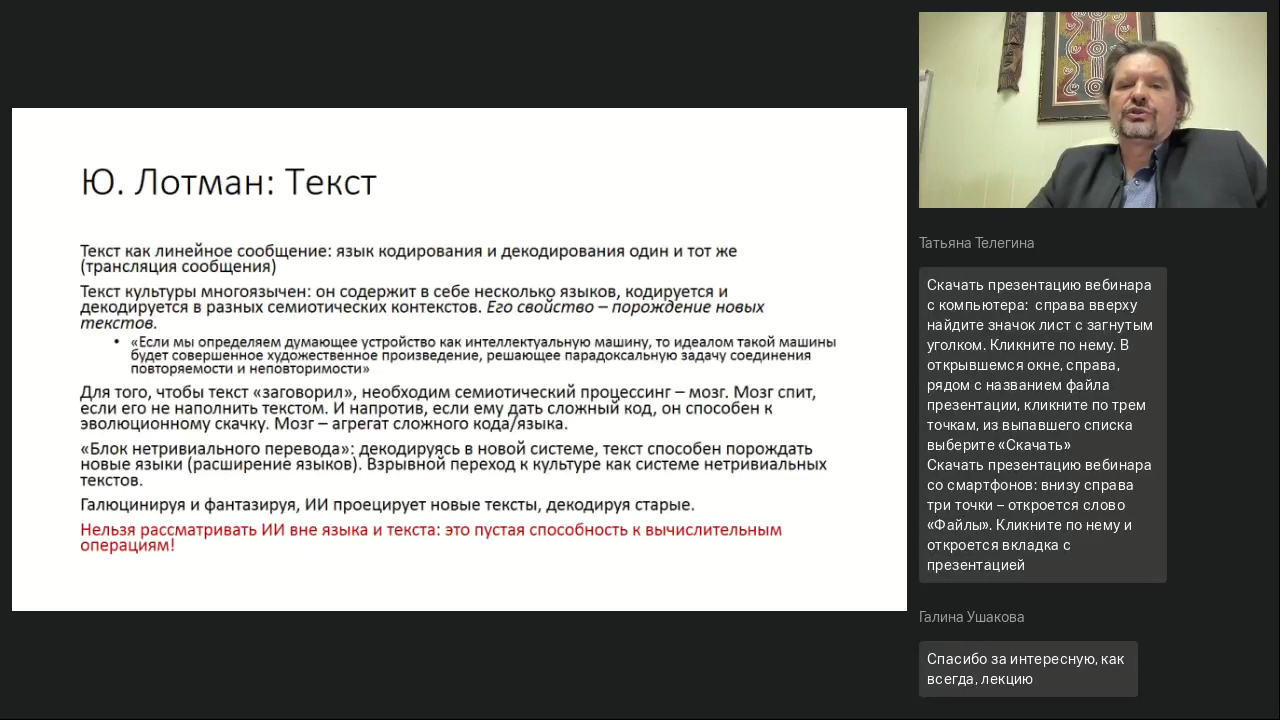 Ю. Лотман: Текст
Текст как линейное сообщение: язык кодирования и декодирования один и тот же
(трансляция сообщения)
Текст культуры многоязычен: он содержит в себе несколько языков, кодируется и
декодируется в разных семиотических контекстов. Его свойство – порождение новых
текстов.
• «Если мы определяем думающее устройство как интеллектуальную машину, то идеалом такой машины
будет совершенное художественное произведение, решающее парадоксальную задачу соединения
повторяемости и неповторимости»
Для того, чтобы текст «заговорил», необходим семиотический процессинг – мозг. Мозг спит,
если его не наполнить текстом. И напротив, если ему дать сложный код, он способен к
эволюционному скачку. Мозг – агрегат сложного кода/языка.
«Блок нетривиального перевода»: декодируясь в новой системе, текст способен порождать
новые языки (расширение языков). Взрывной переход к культуре как системе нетривиальных
текстов.
Галюцинируя и фантазируя, ИИ проецирует новые тексты, декодируя старые.
Нельзя рассматривать ИИ вне языка и текста: это пустая способность к вычислительным
операциям!
Татьяна Телегина
Скачать презентацию вебинара
с компьютера:  справа вверху
найдите значок лист с загнутым
уголком. Кликните по нему. В
открывшемся окне, справа,
рядом с названием файла
презентации, кликните по трем
точкам, из выпавшего списка
выберите «Скачать»
Скачать презентацию вебинара
со смартфонов: внизу справа
три точки – откроется слово
«Файлы». Кликните по нему и
откроется вкладка с
презентацией
Галина Ушакова
Спасибо за интересную, как
всегда, лекцию